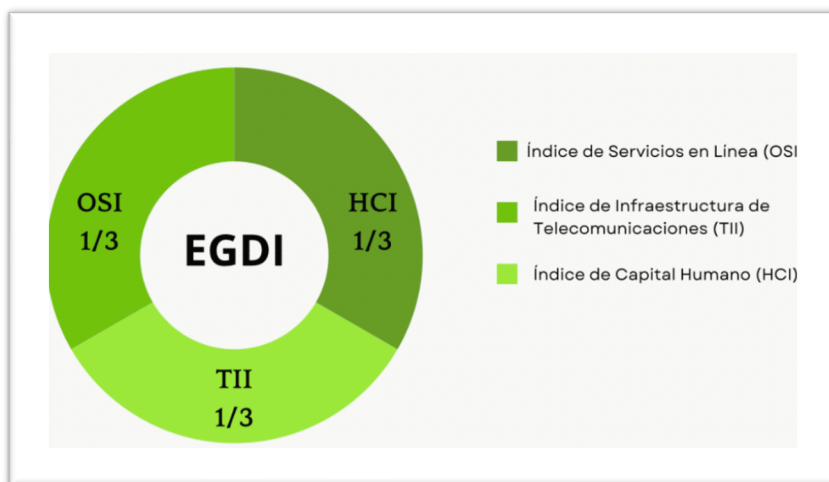 OSI
1/3
HCI
1/3
EGDI
TII
1/3
Índice de Servicios en Linea (OSI
Índice de Infraestructura de
Telecomunicaciones (TII)
Índice de Capital Humano (HCI)